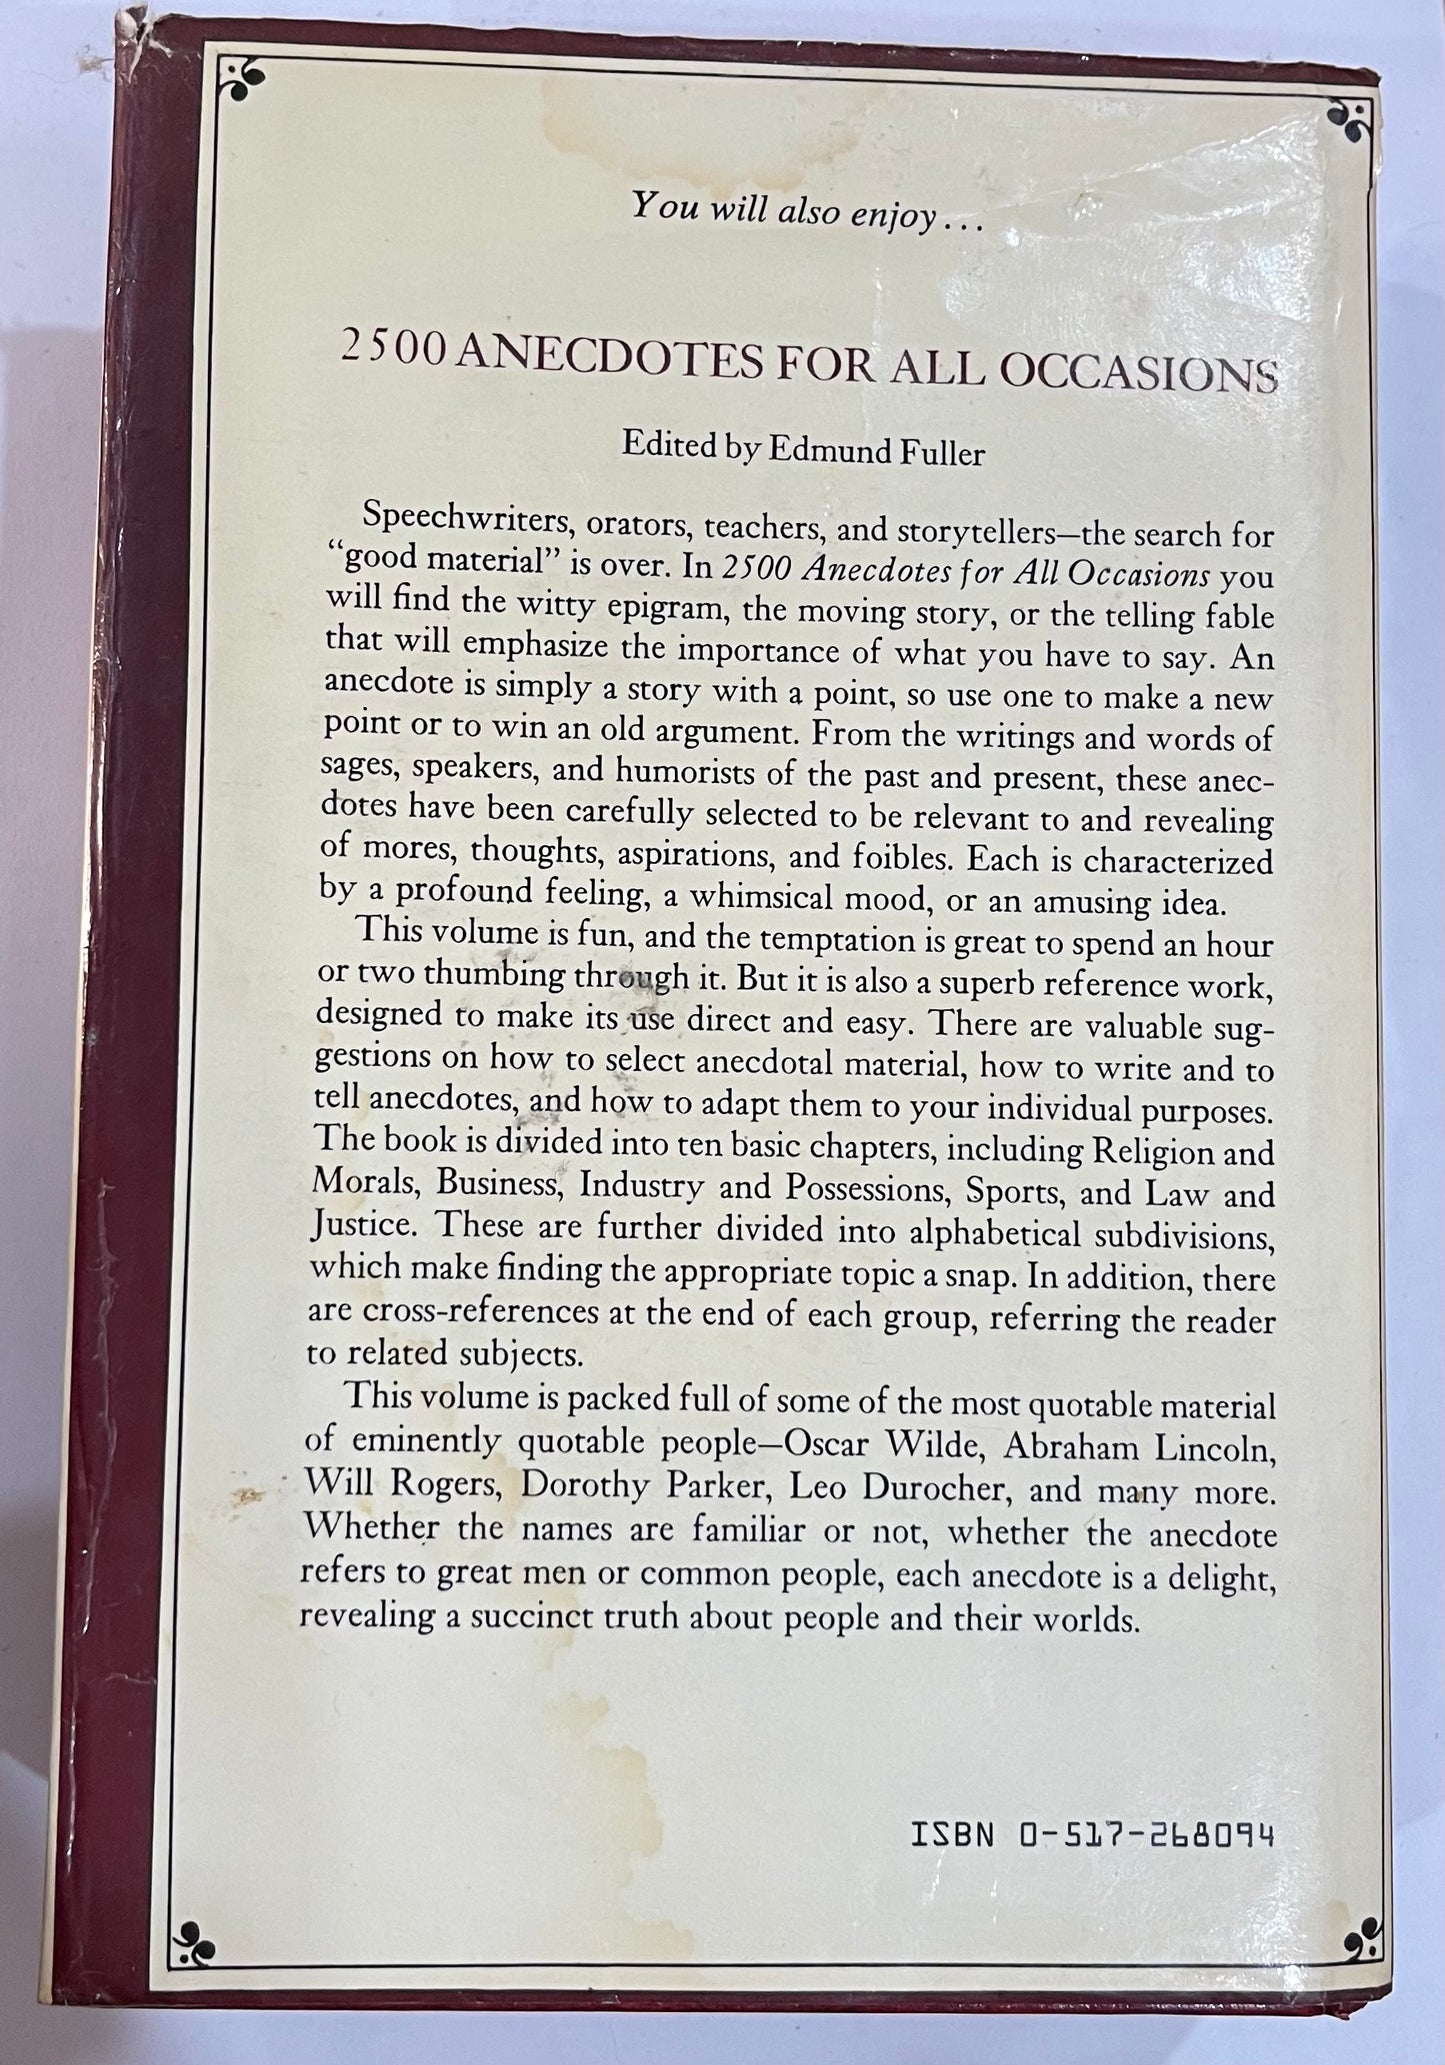 You will also enjoy...
2500 ANECDOTES FOR ALL OCCASIONS
Edited by Edmund Fuller
Speechwriters, orators, teachers, and storytellers—the search for
“good material” is over. In 2500 Anecdotes for All Occasions you
will find the witty epigram, the moving story, or the telling fable
that will emphasize the importance of what you have to say. An
anecdote is simply a story with a point, so use one to make a new
point or to win an old argument. From the writings and words of
sages, speakers, and humorists of the past and present, these anec-
dotes have been carefully selected to be relevant to and revealing
of mores, thoughts, aspirations, and foibles. Each is characterized
by a profound feeling, a whimsical mood, or an amusing idea.
This volume is fun, and the temptation is great to spend an hour
or two thumbing through it. But it is also a superb reference work,
designed to make its use direct and easy. There are valuable sug-
gestions on how to select anecdotal material, how to write and to
tell anecdotes, and how to adapt them to your individual purposes.
The book is divided into ten basic chapters, including Religion and
Morals, Business, Industry and Possessions, Sports, and Law and
Justice. These are further divided into alphabetical subdivisions,
which make finding the appropriate topic a snap. In addition, there
are cross-references at the end of each group, referring the reader
to related subjects.
This volume is packed full of some of the most quotable material
of eminently quotable people—Oscar Wilde, Abraham Lincoln,
Will Rogers, Dorothy Parker, Leo Durocher, and many more.
Whether the names are familiar or not, whether the anecdote
refers to great men or common people, each anecdote is a delight,
revealing a succinct truth about people and their worlds.
ISBN 0-517-268094